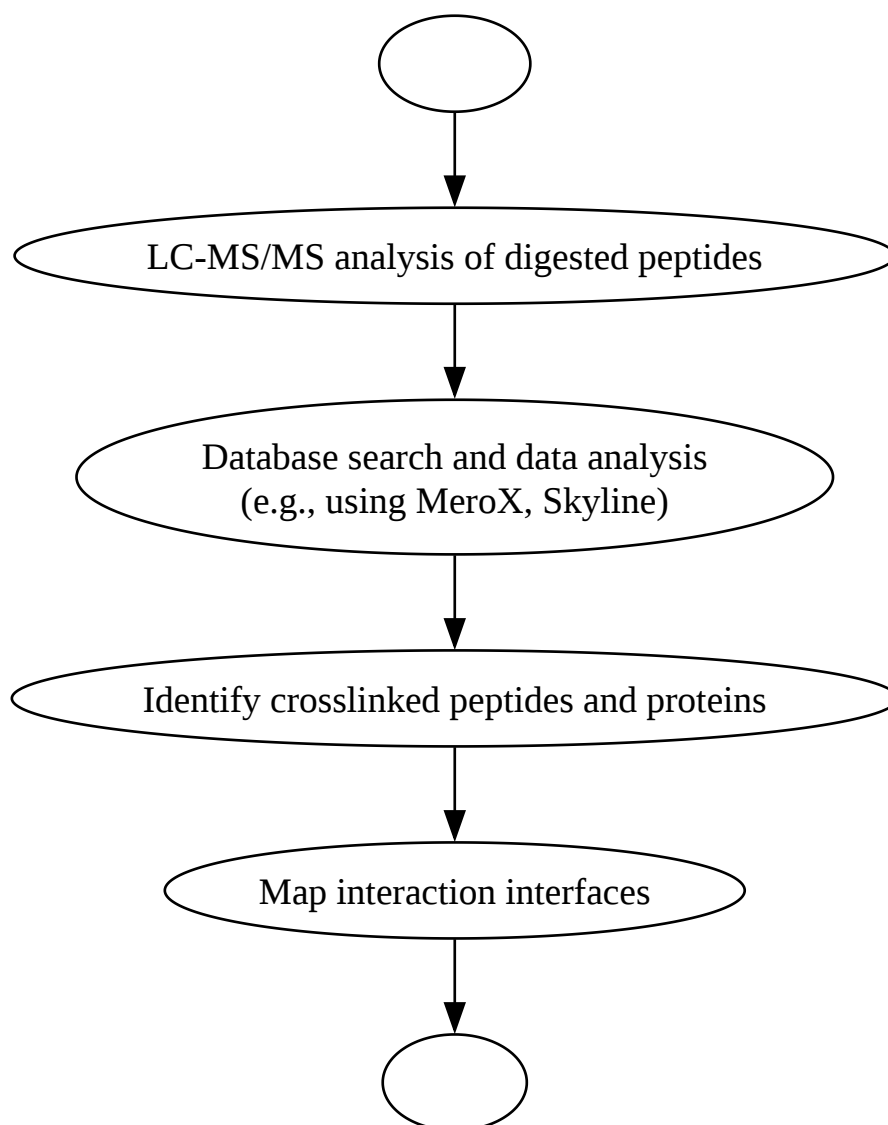 LC-MS/MS analysis of digested peptides
Database search and data analysis
(e.g., using MeroX, Skyline)
Identify crosslinked peptides and proteins
Map interaction interfaces